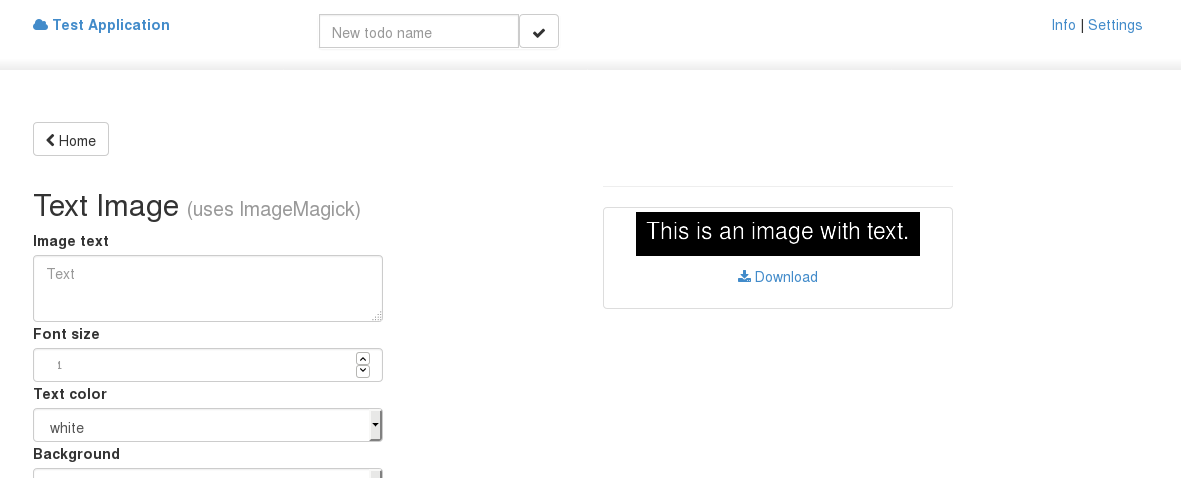 Test Application
New todo name
Info | Settings
Home
Text Image (uses ImageMagick)
Image text
Text
Font size
1
Text color
white
Background
This is an image with text.
Download